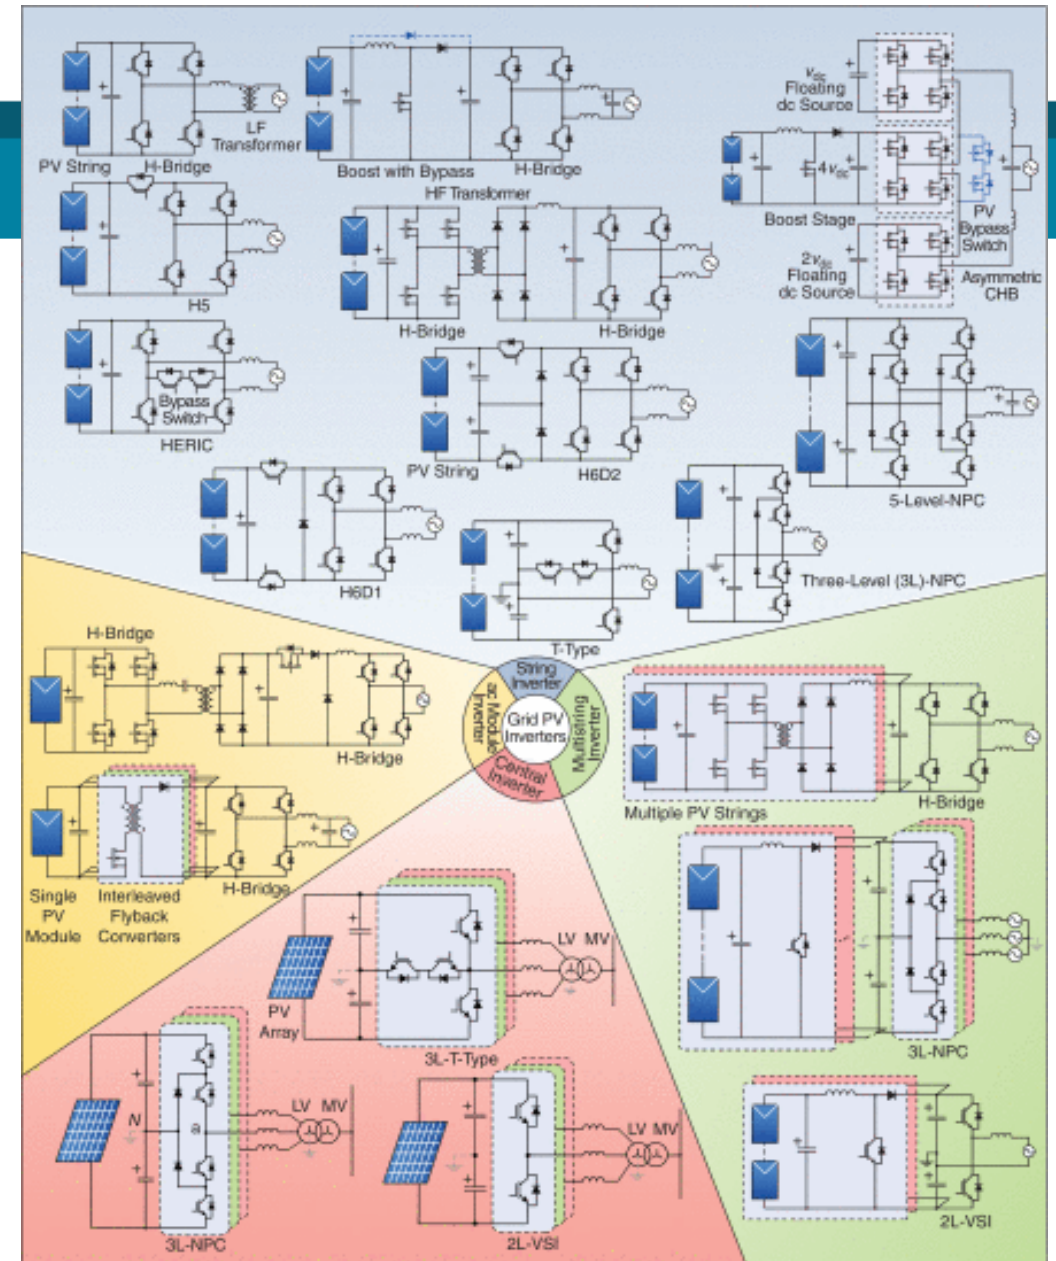 PV String
H-Bridge
LF
Transformer
Boost with Bypass
H-Bridge
v_dc
Floating
dc Source
4v_dc
Boost Stage
PV
Bypass
Switch
2v_dc
Floating
dc Source
Asymmetric
CHB
H5
HF Transformer
H-Bridge
H-Bridge
Bypass
Switch
HERIC
PV String
H6D2
5-Level-NPC
H6D1
T-Type
Three-Level (3L)-NPC
String
Inverter
ac Module
Inverter
Grid PV
Inverters
Multistring
Inverter
Central
Inverter
H-Bridge
H-Bridge
Single
PV
Module
Interleaved
Flyback
Converters
H-Bridge
Multiple PV Strings
H-Bridge
3L-NPC
2L-VSI
PV
Array
LV MV
3L-T-Type
N
a
LV MV
3L-NPC
LV MV
2L-VSI